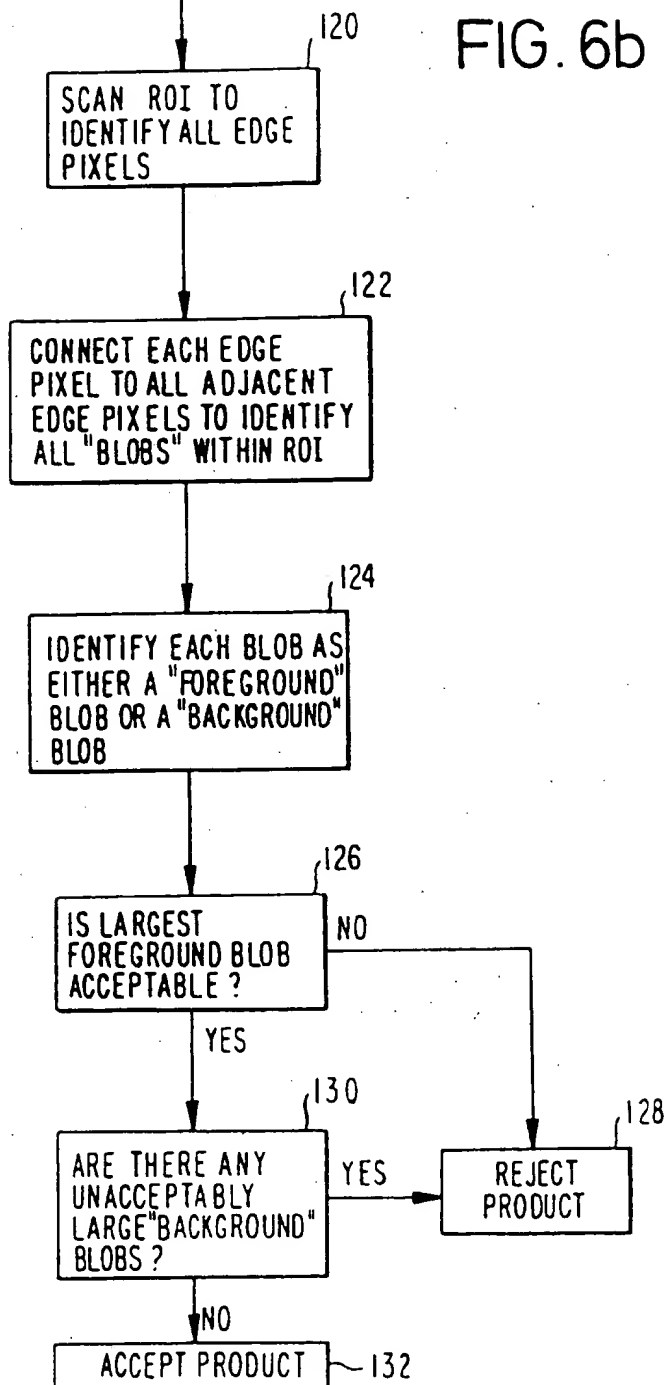 FIG. 6b
120
SCAN ROI TO
IDENTIFY ALL EDGE
PIXELS
122
CONNECT EACH EDGE
PIXEL TO ALL ADJACENT
EDGE PIXELS TO IDENTIFY
ALL "BLOBS" WITHIN ROI
124
IDENTIFY EACH BLOB AS
EITHER A "FOREGROUND"
BLOB OR A "BACKGROUND"
BLOB
126
IS LARGEST
FOREGROUND BLOB
ACCEPTABLE ?
NO
YES
130
ARE THERE ANY
UNACCEPTABLY
LARGE "BACKGROUND"
BLOBS ?
YES
128
REJECT
PRODUCT
NO
ACCEPT PRODUCT
132